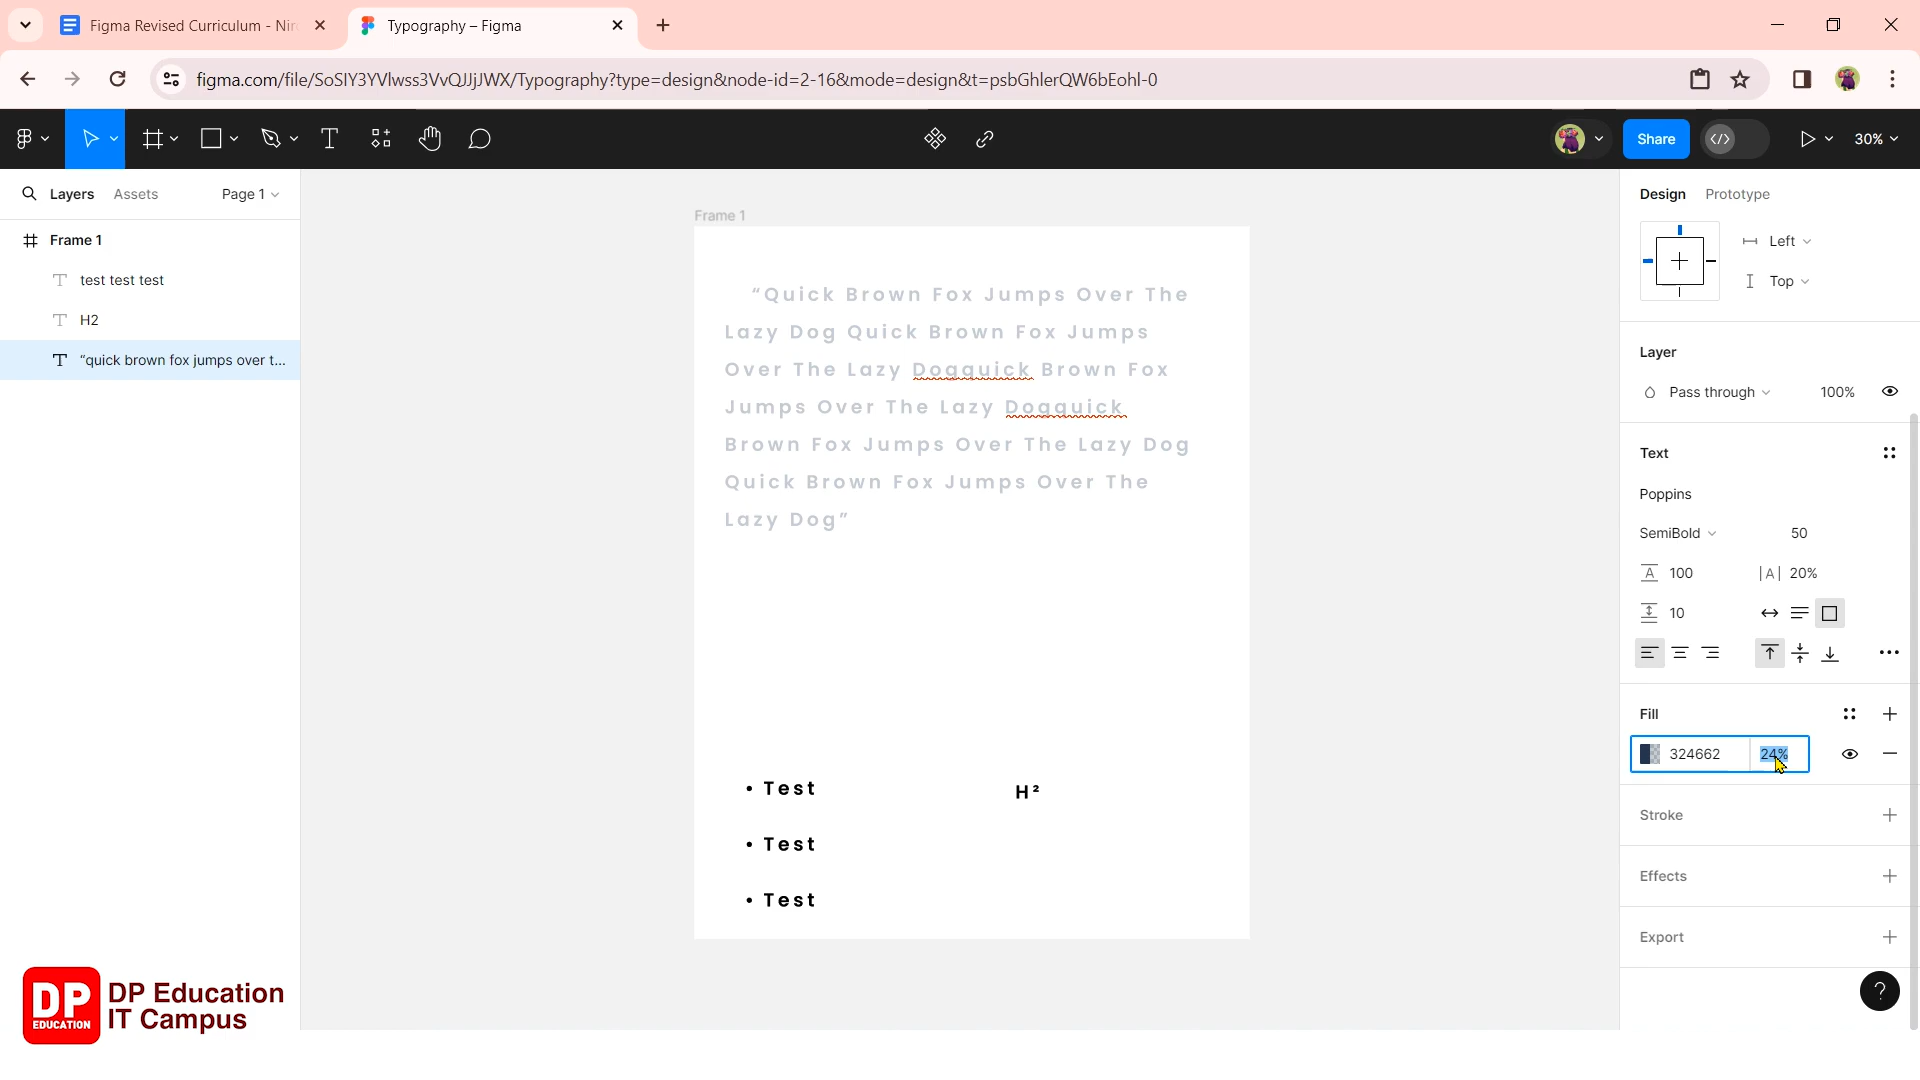 Figma Revised Curriculum - Nir
Typography – Figma
figma.com/file/SoSIY3YVlwss3VvQJJjJWX/Typography?type=design&node-id=2-16&mode=design&t=psbGhlerQW6bEohl-0
Share
30%
Layers
Assets
Page 1
Frame 1
test test test
H2
“quick brown fox jumps over t...
Frame 1
“Quick Brown Fox Jumps Over The
Lazy Dog Quick Brown Fox Jumps
Over The Lazy Dogquick Brown Fox
Jumps Over The Lazy Dogquick
Brown Fox Jumps Over The Lazy Dog
Quick Brown Fox Jumps Over The
Lazy Dog”
• Test
H²
• Test
• Test
Design
Prototype
Left
Top
Layer
Pass through
100%
Text
Poppins
SemiBold
50
100
20%
10
Fill
324662
24%
Stroke
Effects
Export
?
DP
EDUCATION
DP Education
IT Campus